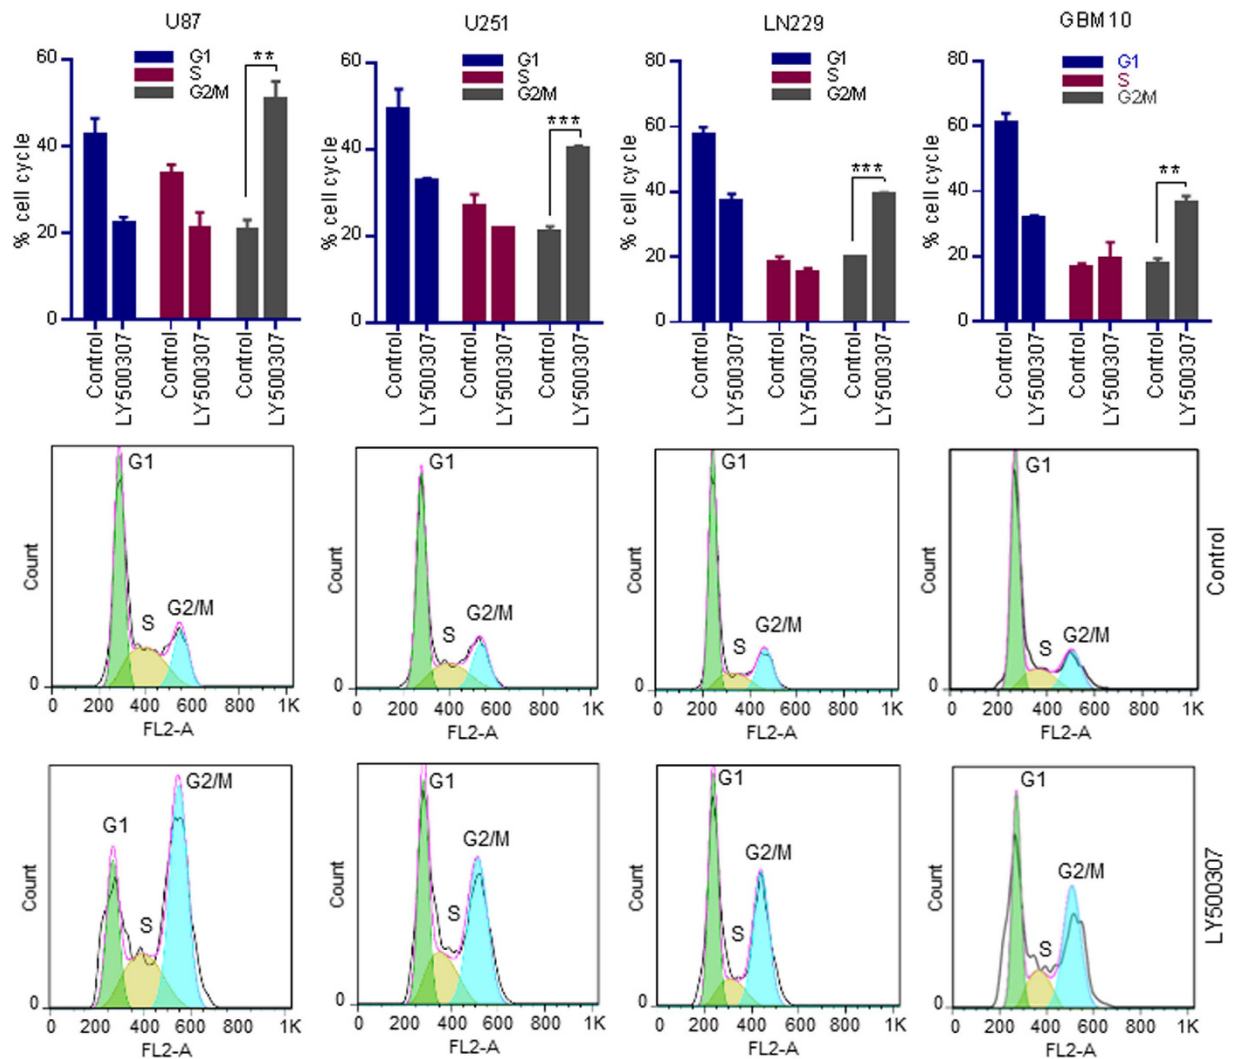 U87
60
40
20
0
% cell cycle
G1
S
G2/M
**
Control
LY500307
Control
LY500307
Control
LY500307
U251
60
40
20
0
% cell cycle
G1
S
G2/M
***
Control
LY500307
Control
LY500307
Control
LY500307
LN229
80
60
40
20
0
% cell cycle
G1
S
G2/M
***
Control
LY500307
Control
LY500307
Control
LY500307
GBM10
80
60
40
20
0
% cell cycle
G1
S
G2/M
**
Control
LY500307
Control
LY500307
Control
LY500307
Count
G1
S
G2/M
0
0 200 400 600 800 1K
FL2-A
Count
G1
S
G2/M
0
0 200 400 600 800 1K
FL2-A
Count
G1
S
G2/M
0
0 200 400 600 800 1K
FL2-A
Count
G1
S
G2/M
0
0 200 400 600 800 1K
FL2-A
Control
Count
G1
S
G2/M
0
0 200 400 600 800 1K
FL2-A
Count
G1
S
G2/M
0
0 200 400 600 800 1K
FL2-A
Count
G1
S
G2/M
0
0 200 400 600 800 1K
FL2-A
Count
G1
S
G2/M
0
0 200 400 600 800 1K
FL2-A
LY500307